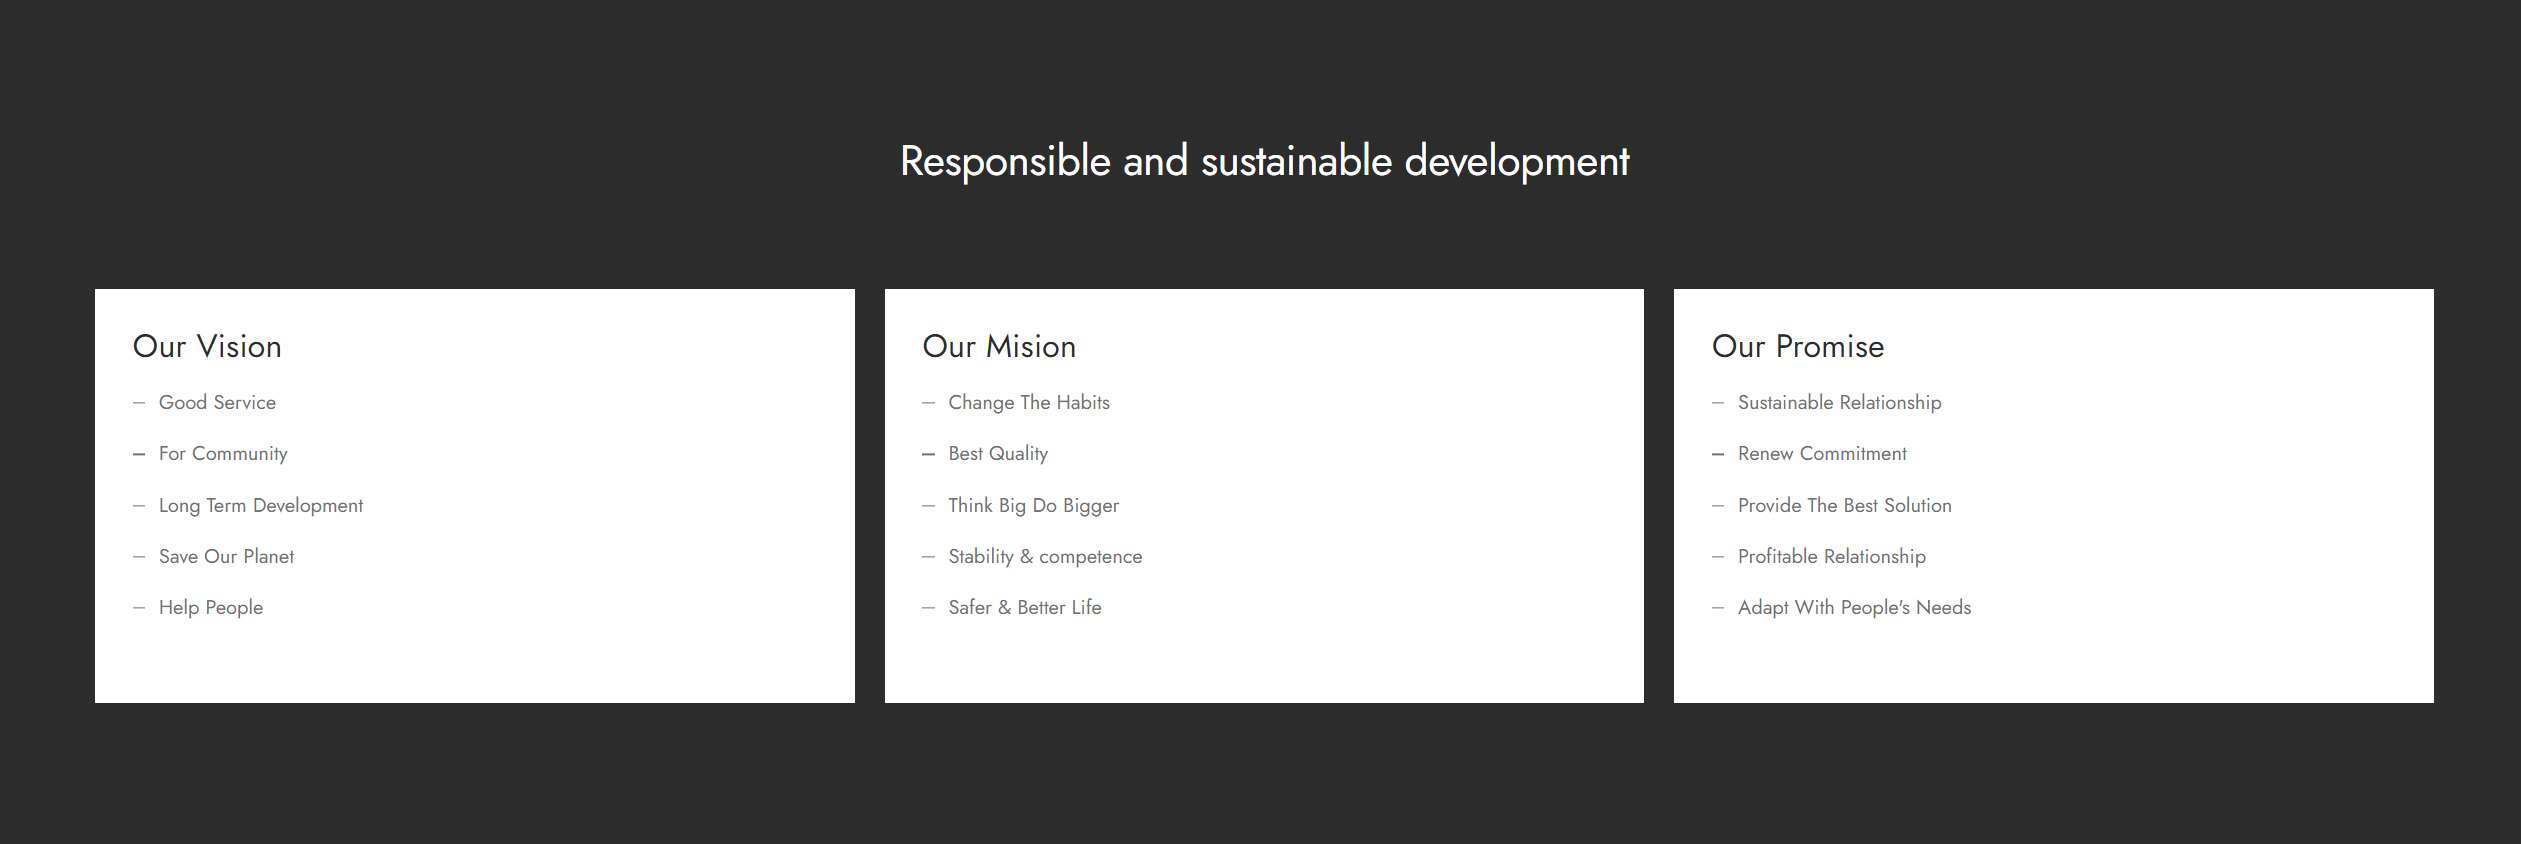 Responsible and sustainable development
Our Vision
– Good Service
– For Community
– Long Term Development
– Save Our Planet
– Help People
Our Mision
– Change The Habits
– Best Quality
– Think Big Do Bigger
– Stability & competence
– Safer & Better Life
Our Promise
– Sustainable Relationship
– Renew Commitment
– Provide The Best Solution
– Profitable Relationship
– Adapt With People's Needs